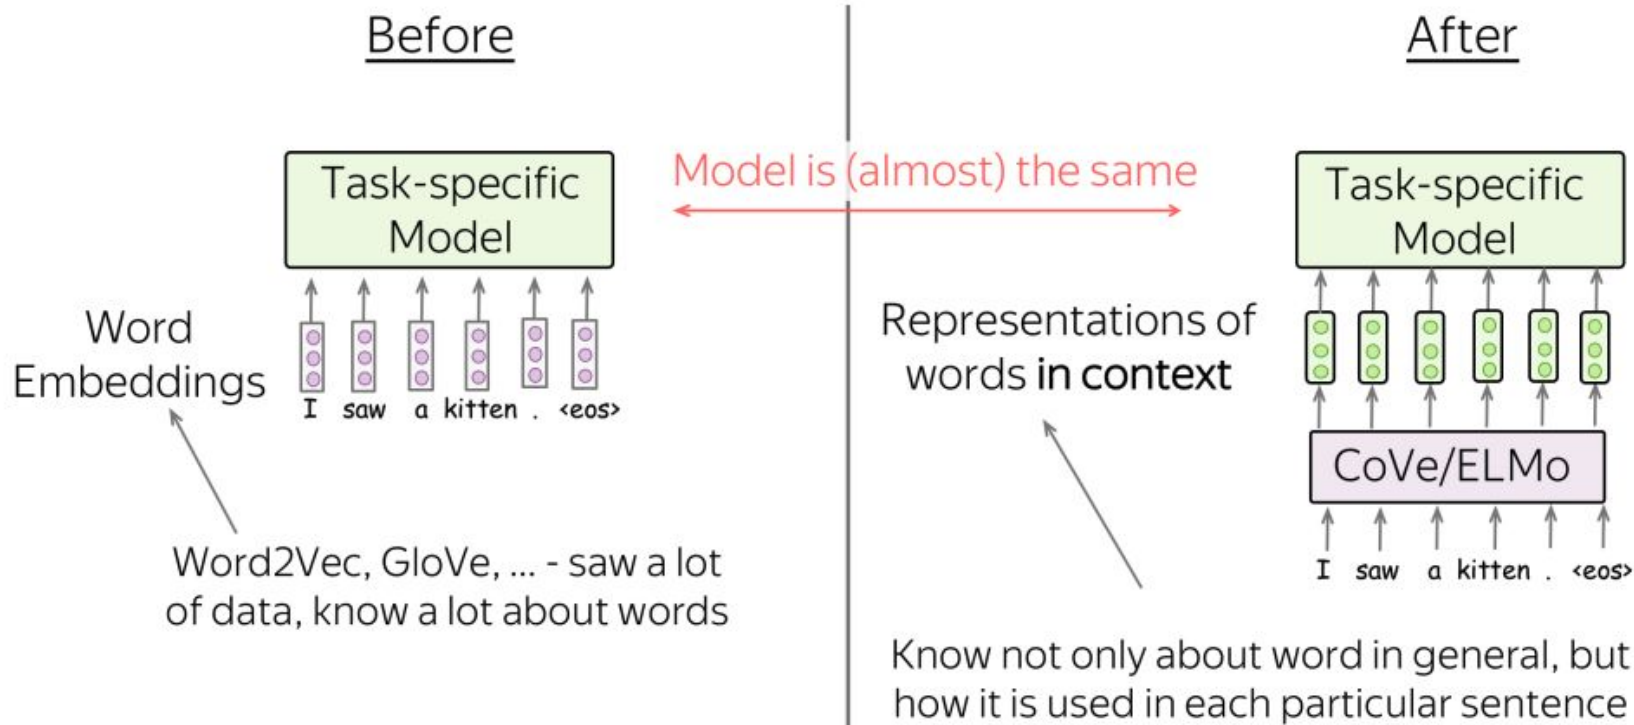 Before
Task-specific
Model
Word
Embeddings
I saw a kitten . <eos>
Word2Vec, GloVe, ... - saw a lot
of data, know a lot about words
Model is (almost) the same
After
Task-specific
Model
Representations of
words in context
CoVe/ELMo
I saw a kitten . <eos>
Know not only about word in general, but
how it is used in each particular sentence